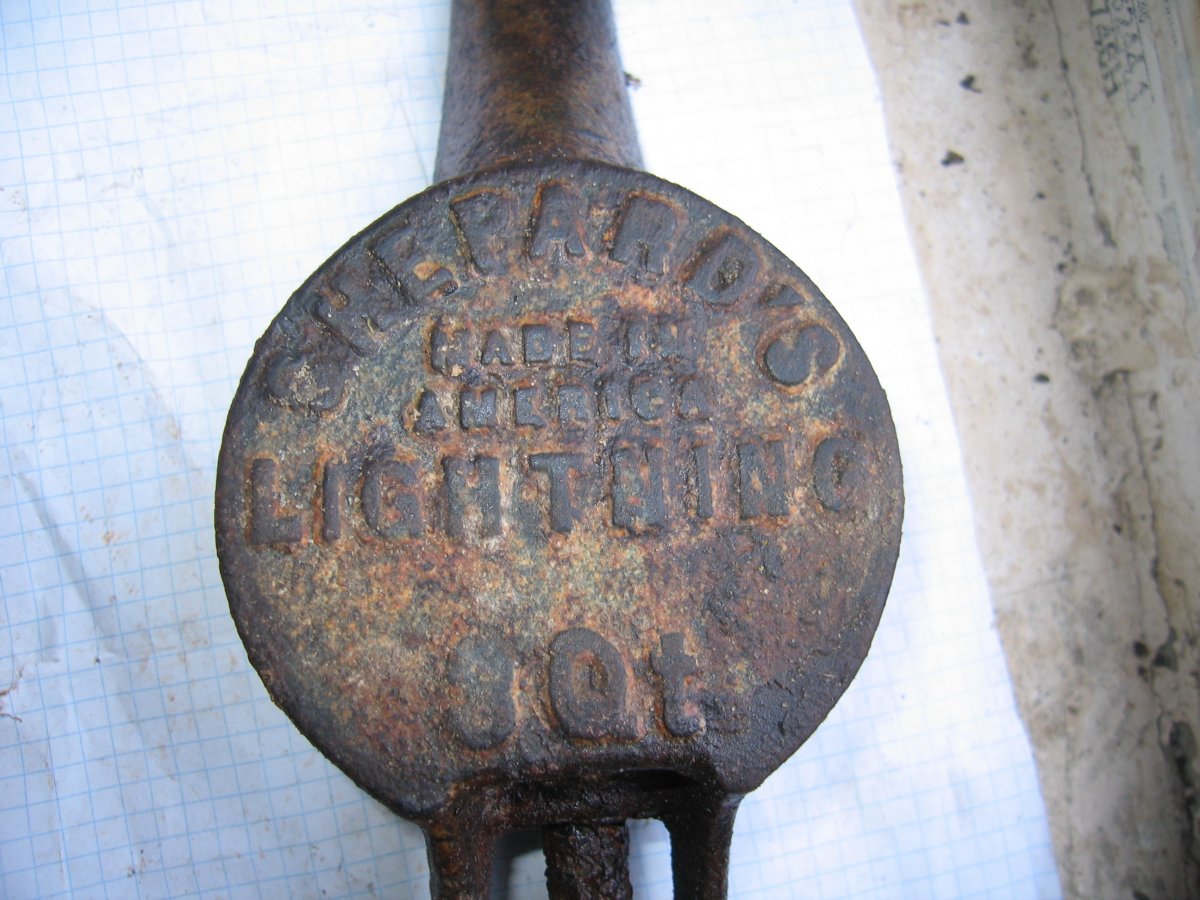 SHEPARD'S
MADE IN
AMERICA
LIGHTNING
8Qt.